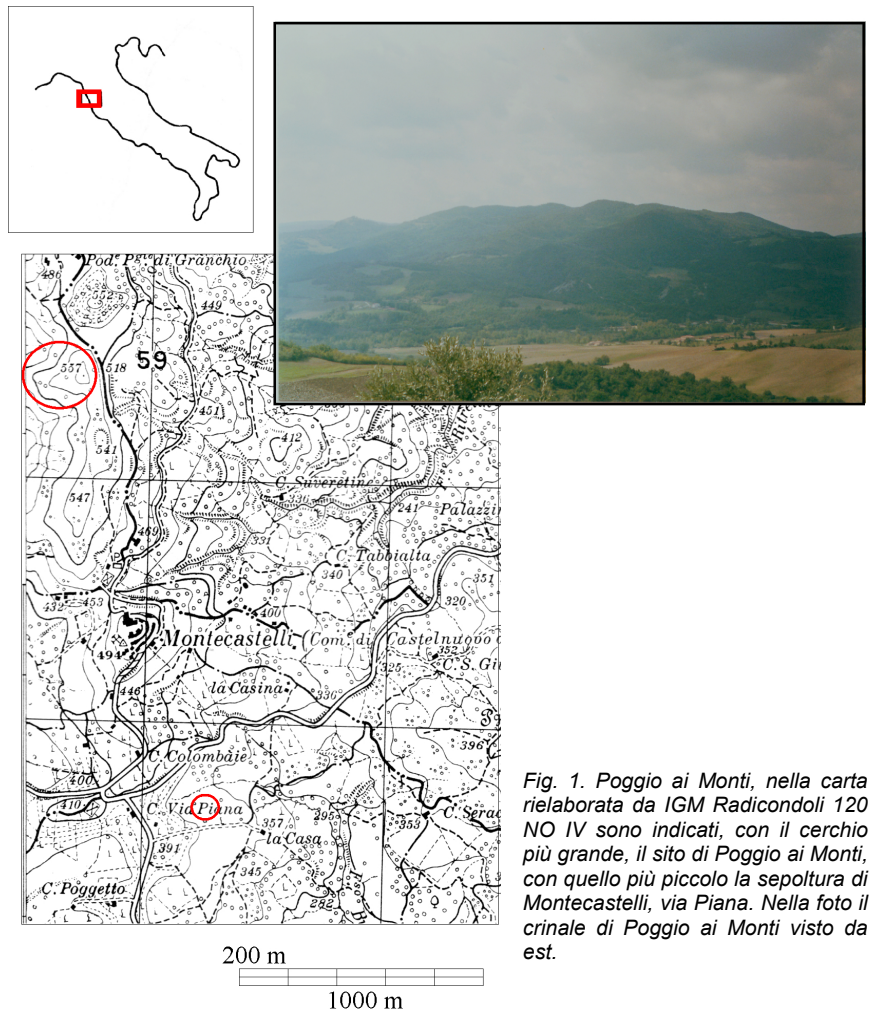 Pod. Pgio. di Granchio
486
552
449
59
557
518
451
541
412
C. Suveretine
336
547
241
Palazzi
469
331
C. Tabbialta
340
351
432
453
400
320
Montecastelli (Com. di Castelnuovo
494
352
C. S. Gi
325
la Casina
446
330
396
C. Colombaie
400
410
C. Via Piana
295
357
353
C. Serac
la Casa
391
345
C. Poggetto
282
Fig. 1. Poggio ai Monti, nella carta
rielaborata da IGM Radicondoli 120
NO IV sono indicati, con il cerchio
più grande, il sito di Poggio ai Monti,
con quello più piccolo la sepoltura di
Montecastelli, via Piana. Nella foto il
crinale di Poggio ai Monti visto da
est.
200 m
1000 m